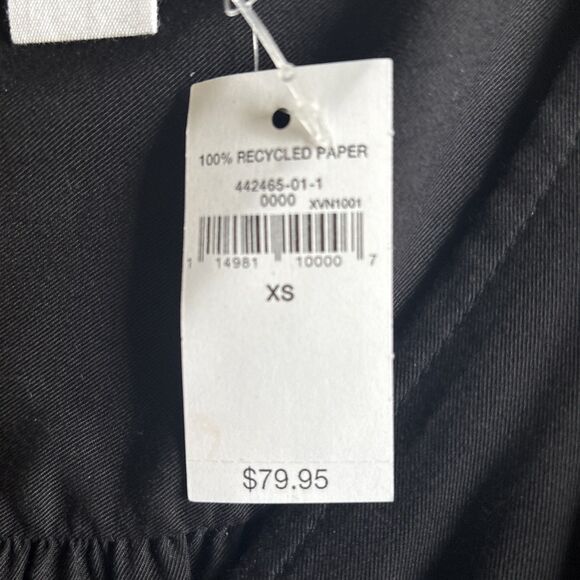 100% RECYCLED PAPER
442465-01-1
0000 XVN1001
1 14981 10000 7
XS
$79.95